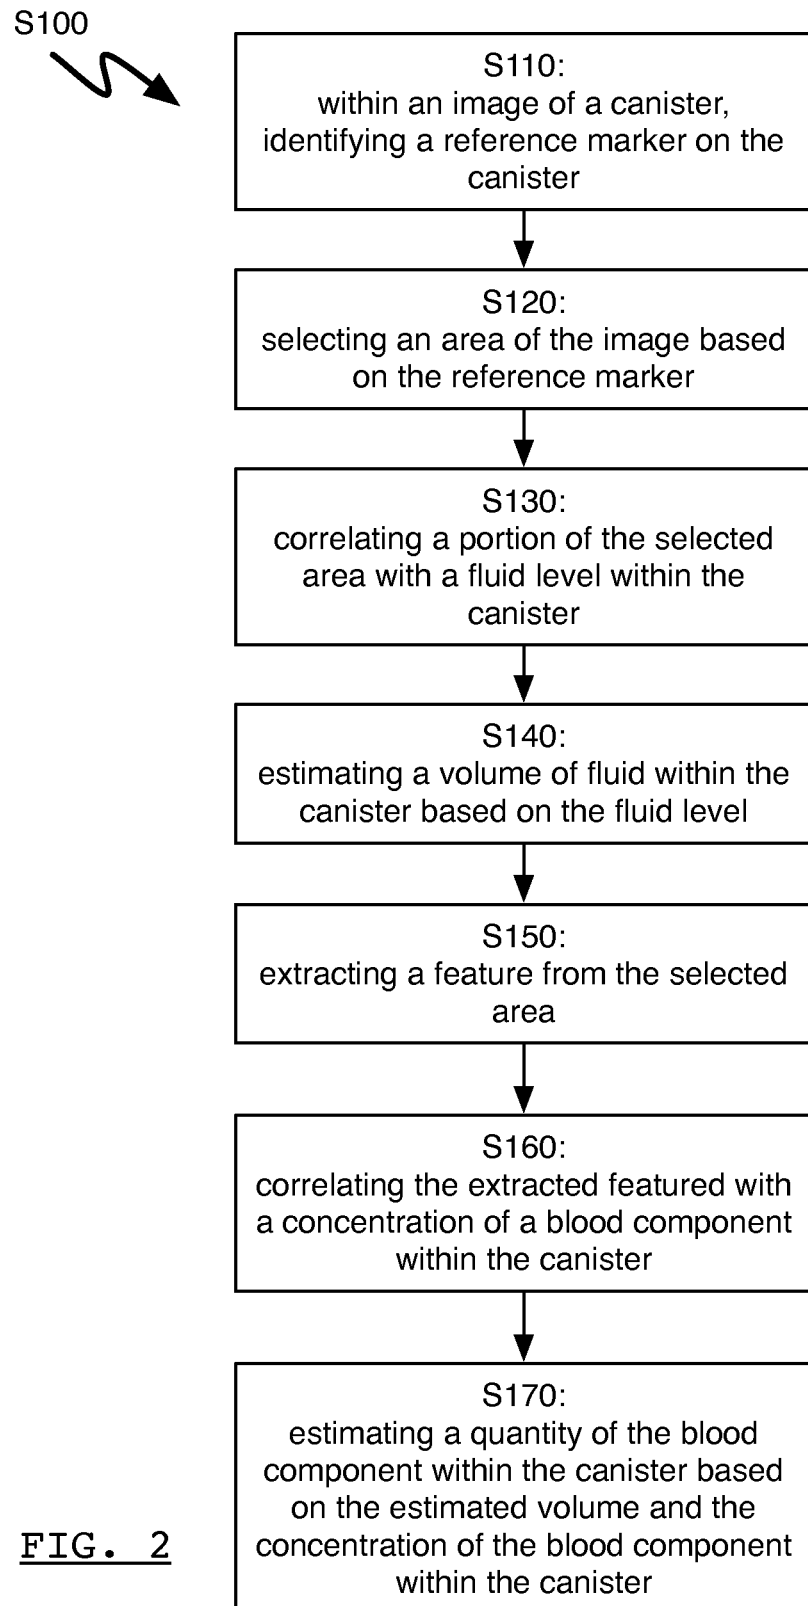 S100
S110:
within an image of a canister,
identifying a reference marker on the
canister
S120:
selecting an area of the image based
on the reference marker
S130:
correlating a portion of the selected
area with a fluid level within the
canister
S140:
estimating a volume of fluid within the
canister based on the fluid level
S150:
extracting a feature from the selected
area
S160:
correlating the extracted featured with
a concentration of a blood component
within the canister
S170:
estimating a quantity of the blood
component within the canister based
on the estimated volume and the
concentration of the blood component
within the canister
FIG. 2